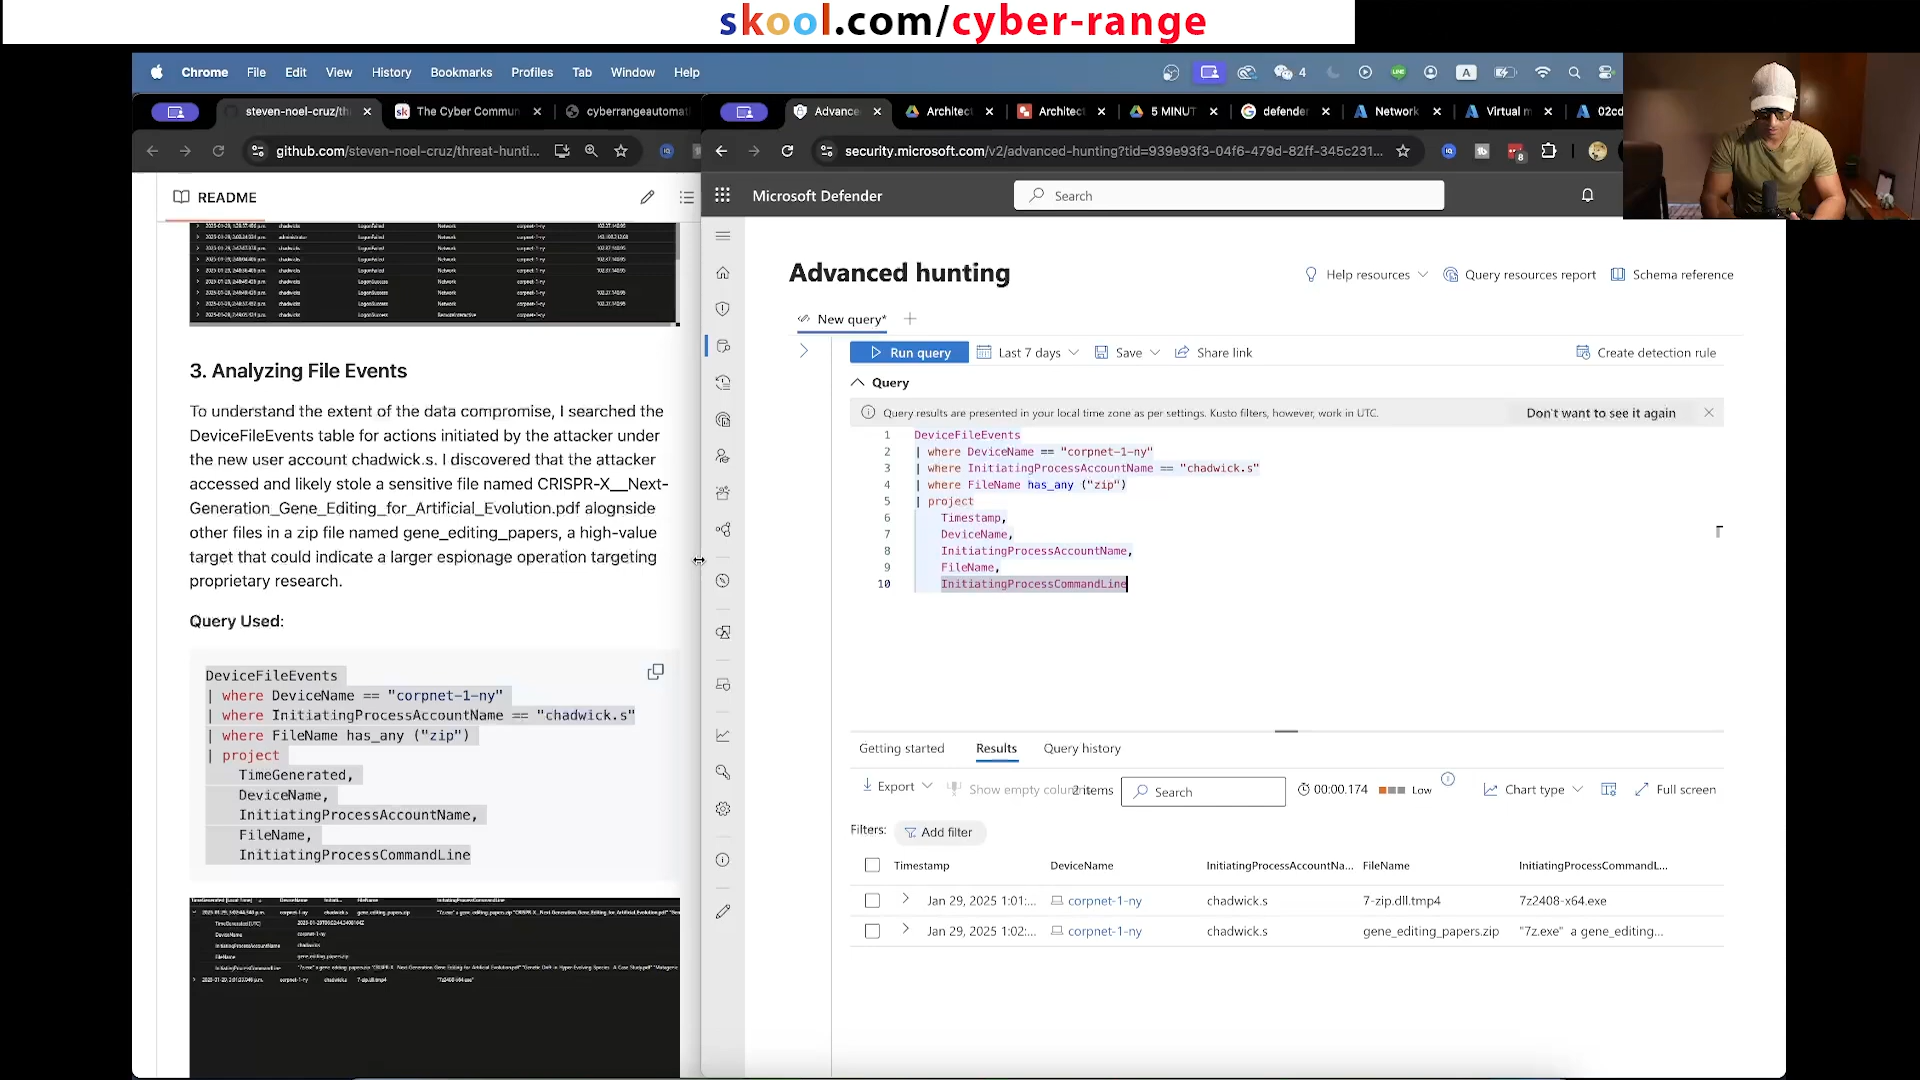 skool.com/cyber-range
Chrome File Edit View History Bookmarks Profiles Tab Window Help
4
A
steven-noel-cruz/th
The Cyber Commun
cyberrangeautomat
Advance
Architect
Architect
5 MINUT
defender
Network
Virtual m
02cd
github.com/steven-noel-cruz/threat-hunti...
security.microsoft.com/v2/advanced-hunting?tid=939e93f3-04f6-479d-82ff-345c231...
8
README
3. Analyzing File Events
To understand the extent of the data compromise, I searched the
DeviceFileEvents table for actions initiated by the attacker under
the new user account chadwick.s. I discovered that the attacker
accessed and likely stole a sensitive file named CRISPR-X__Next-
Generation_Gene_Editing_for_Artificial_Evolution.pdf alognside
other files in a zip file named gene_editing_papers, a high-value
target that could indicate a larger espionage operation targeting
proprietary research.
Query Used:
DeviceFileEvents
| where DeviceName == "corpnet-1-ny"
| where InitiatingProcessAccountName == "chadwick.s"
| where FileName has_any ("zip")
| project
TimeGenerated,
DeviceName,
InitiatingProcessAccountName,
FileName,
InitiatingProcessCommandLine
Microsoft Defender
Search
Advanced hunting
Help resources
Query resources report
Schema reference
New query*
Run query
Last 7 days
Save
Share link
Create detection rule
Query
Query results are presented in your local time zone as per settings. Kusto filters, however, work in UTC.
Don't want to see it again
1 DeviceFileEvents
2 | where DeviceName == "corpnet-1-ny"
3 | where InitiatingProcessAccountName == "chadwick.s"
4 | where FileName has_any ("zip")
5 | project
6 Timestamp,
7 DeviceName,
8 InitiatingProcessAccountName,
9 FileName,
10 InitiatingProcessCommandLine
Getting started Results Query history
Export
Show empty column
2 items
Search
00:00.174
Low
Chart type
Full screen
Filters: Add filter
Timestamp DeviceName InitiatingProcessAccountNa... FileName InitiatingProcessCommandL...
Jan 29, 2025 1:01:... corpnet-1-ny chadwick.s 7-zip.dll.tmp4 7z2408-x64.exe
Jan 29, 2025 1:02:... corpnet-1-ny chadwick.s gene_editing_papers.zip "7z.exe" a gene_editing...